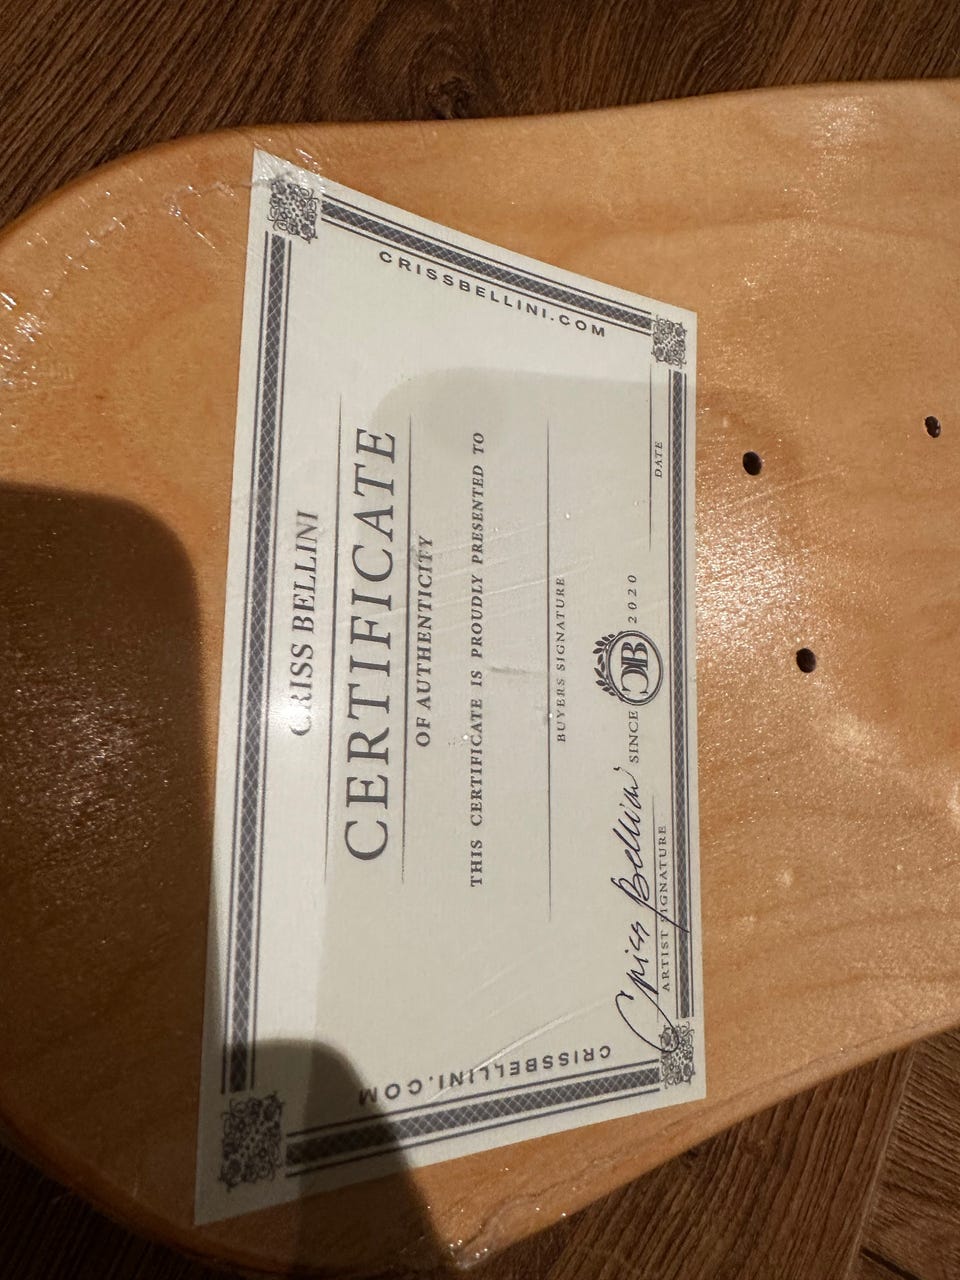 CRISSBELLINI.COM
CRISS BELLINI
CERTIFICATE
OF AUTHENTICITY
THIS CERTIFICATE IS PROUDLY PRESENTED TO
BUYERS SIGNATURE
Criss Bellini
ARTIST SIGNATURE
SINCE CB 2020
DATE
CRISSBELLINI.COM